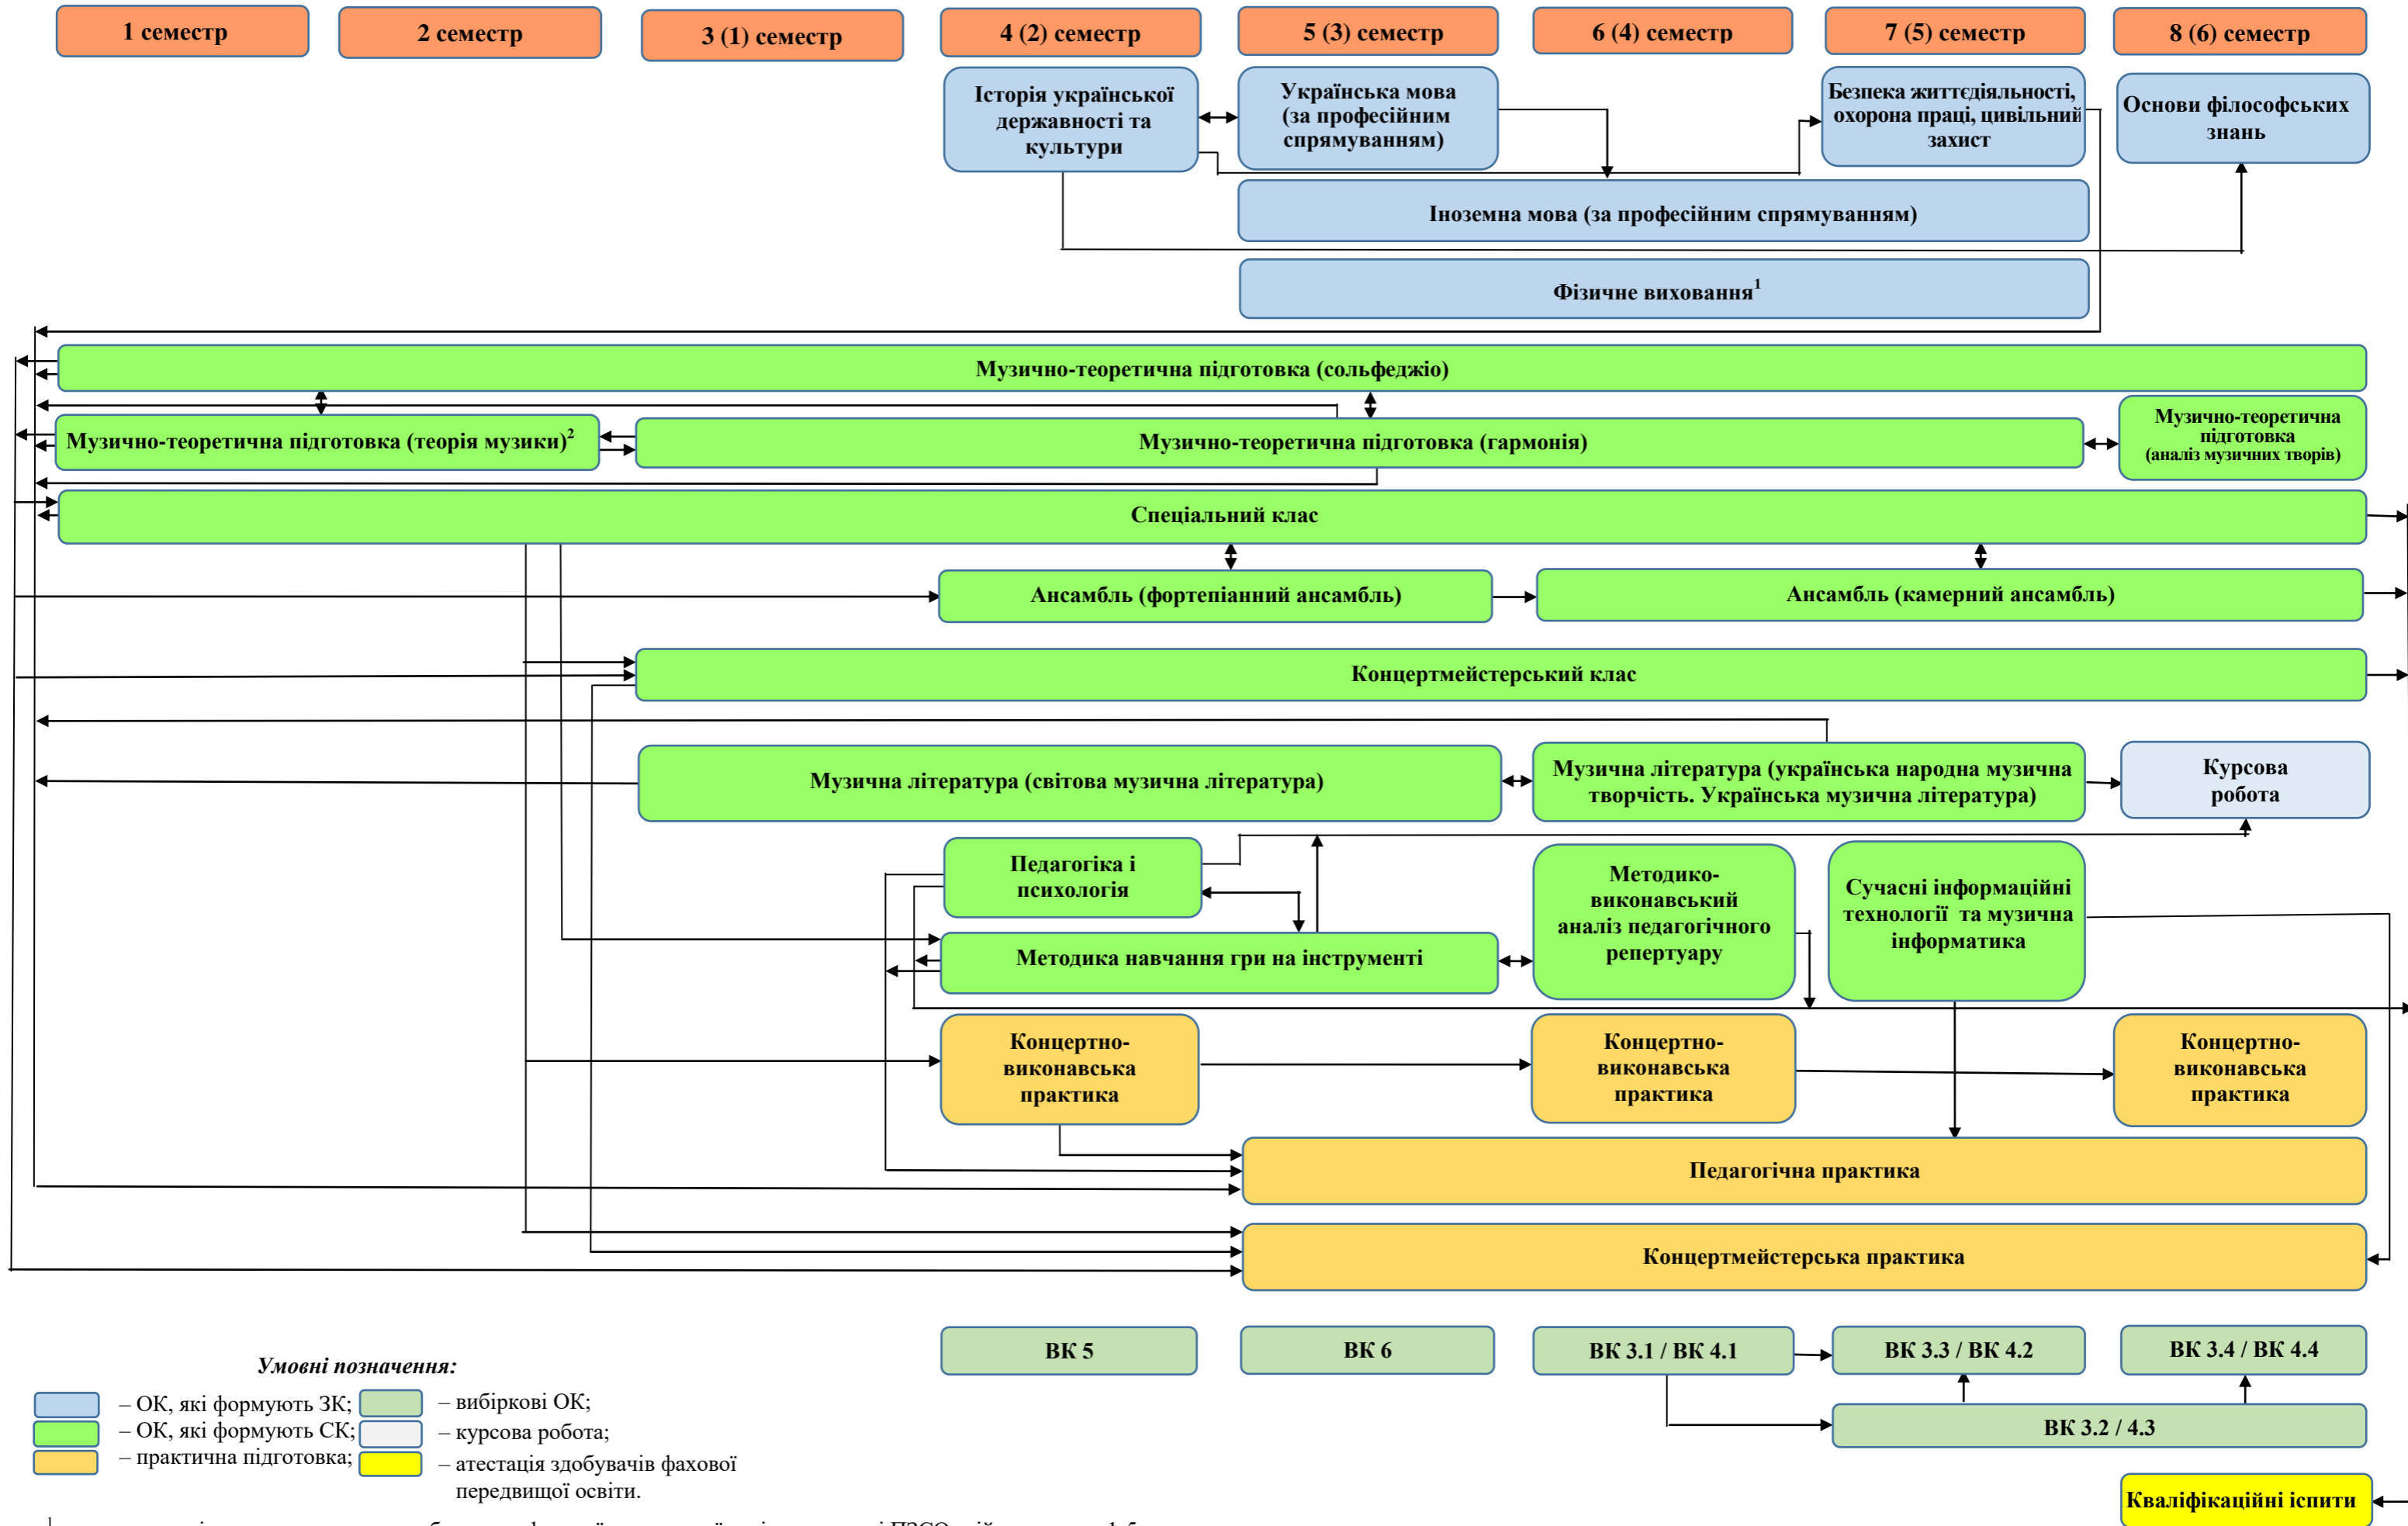 1 семестр
2 семестр
3 (1) семестр
4 (2) семестр
5 (3) семестр
6 (4) семестр
7 (5) семестр
8 (6) семестр
Історія української
державності та
культури
Українська мова
(за професійним
спрямуванням)
Безпека життєдіяльності,
охорона праці, цивільний
захист
Основи філософських
знань
Іноземна мова (за професійним спрямуванням)
Фізичне виховання¹
Музично-теоретична підготовка (сольфеджіо)
Музично-теоретична підготовка (теорія музики)²
Музично-теоретична підготовка (гармонія)
Музично-теоретична
підготовка
(аналіз музичних творів)
Спеціальний клас
Ансамбль (фортепіанний ансамбль)
Ансамбль (камерний ансамбль)
Концертмейстерський клас
Музична література (світова музична література)
Музична література (українська народна музична
творчість. Українська музична література)
Курсова
робота
Педагогіка і
психологія
Методика навчання гри на інструменті
Методико-
виконавський
аналіз педагогічного
репертуару
Сучасні інформаційні
технології та музична
інформатика
Концертно-
виконавська
практика
Концертно-
виконавська
практика
Концертно-
виконавська
практика
Педагогічна практика
Концертмейстерська практика
ВК 5
ВК 6
ВК 3.1 / ВК 4.1
ВК 3.3 / ВК 4.2
ВК 3.4 / ВК 4.4
ВК 3.2 / 4.3
Кваліфікаційні іспити
Умовні позначення:
– ОК, які формують ЗК;
– ОК, які формують СК;
– практична підготовка;
– вибіркові ОК;
– курсова робота;
– атестація здобувачів фахової
передвищої освіти.